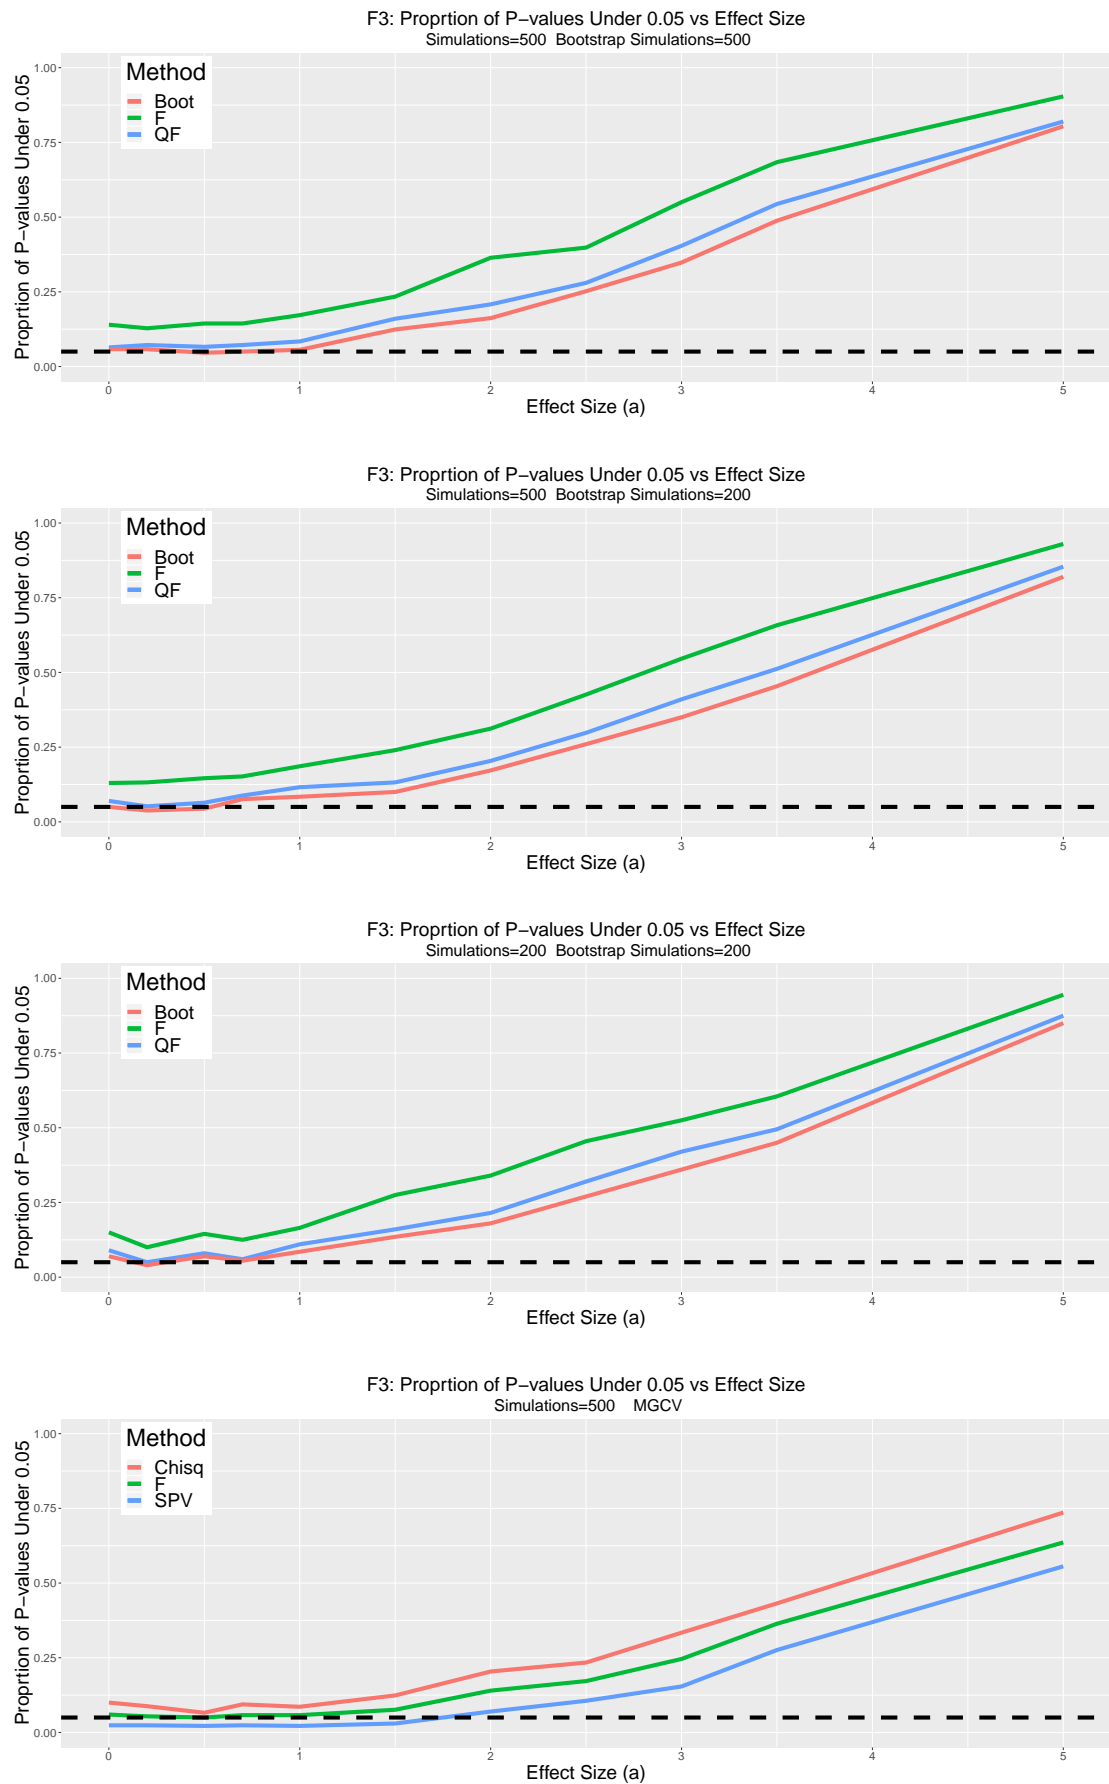 F3: Proprtion of P−values Under 0.05 vs Effect Size
Simulations=500 Bootstrap Simulations=500
Proprtion of P−values Under 0.05
1.00
0.75
0.50
0.25
0.00
Method
Boot
F
QF
0 1 2 3 4 5
Effect Size (a)
F3: Proprtion of P−values Under 0.05 vs Effect Size
Simulations=500 Bootstrap Simulations=200
Proprtion of P−values Under 0.05
1.00
0.75
0.50
0.25
0.00
Method
Boot
F
QF
0 1 2 3 4 5
Effect Size (a)
F3: Proprtion of P−values Under 0.05 vs Effect Size
Simulations=200 Bootstrap Simulations=200
Proprtion of P−values Under 0.05
1.00
0.75
0.50
0.25
0.00
Method
Boot
F
QF
0 1 2 3 4 5
Effect Size (a)
F3: Proprtion of P−values Under 0.05 vs Effect Size
Simulations=500 MGCV
Proprtion of P−values Under 0.05
1.00
0.75
0.50
0.25
0.00
Method
Chisq
F
SPV
0 1 2 3 4 5
Effect Size (a)